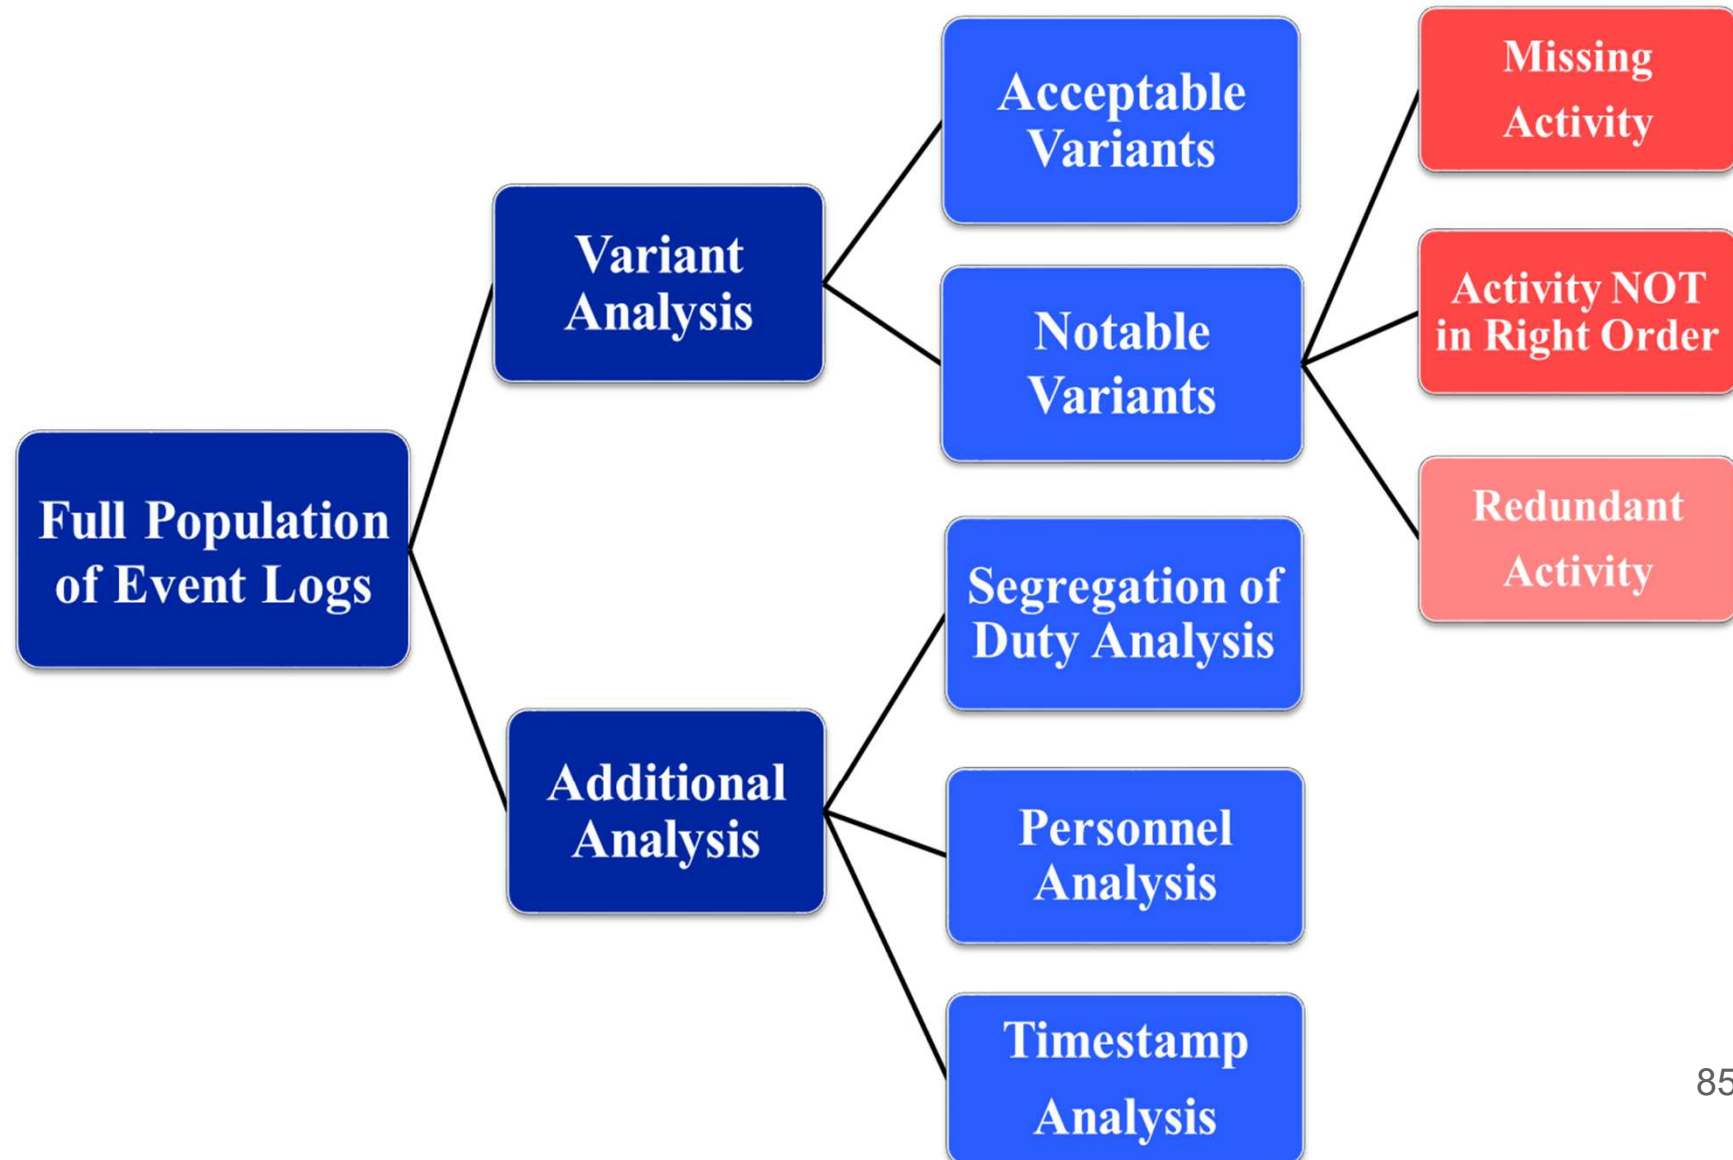 Full Population
of Event Logs
Variant
Analysis
Additional
Analysis
Acceptable
Variants
Notable
Variants
Segregation of
Duty Analysis
Personnel
Analysis
Timestamp
Analysis
Missing
Activity
Activity NOT
in Right Order
Redundant
Activity
85